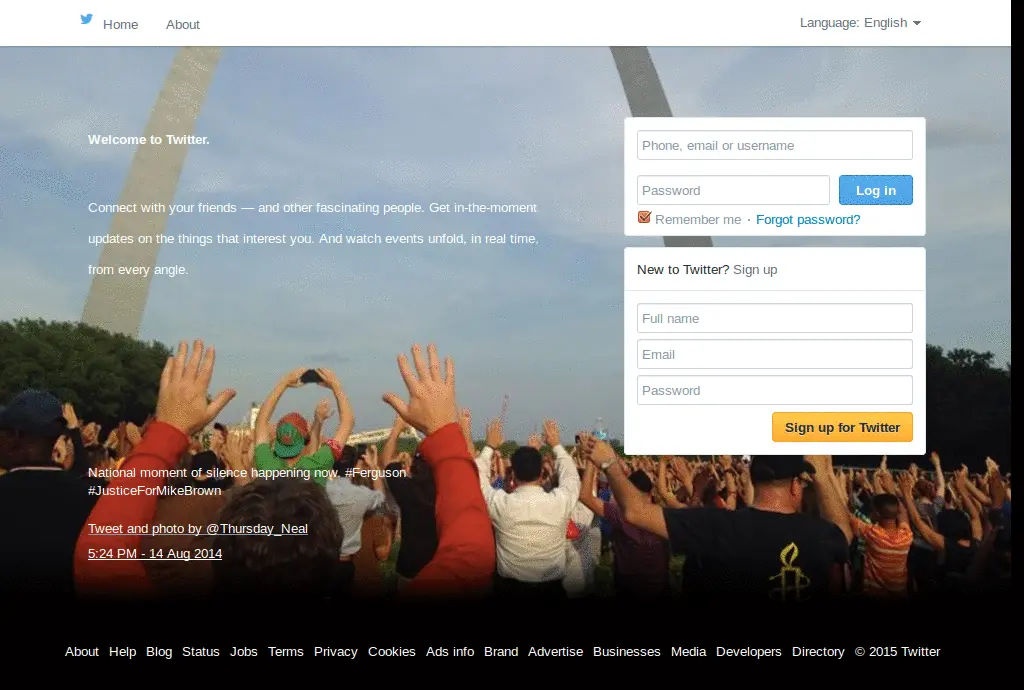 Home About Language: English
Welcome to Twitter.
Connect with your friends — and other fascinating people. Get in-the-moment
updates on the things that interest you. And watch events unfold, in real time,
from every angle.
Phone, email or username
Password Log in
Remember me · Forgot password?
New to Twitter? Sign up
Full name
Email
Password
Sign up for Twitter
National moment of silence happening now. #Ferguson
#JusticeForMikeBrown
Tweet and photo by @Thursday_Neal
5:24 PM - 14 Aug 2014
About Help Blog Status Jobs Terms Privacy Cookies Ads info Brand Advertise Businesses Media Developers Directory © 2015 Twitter